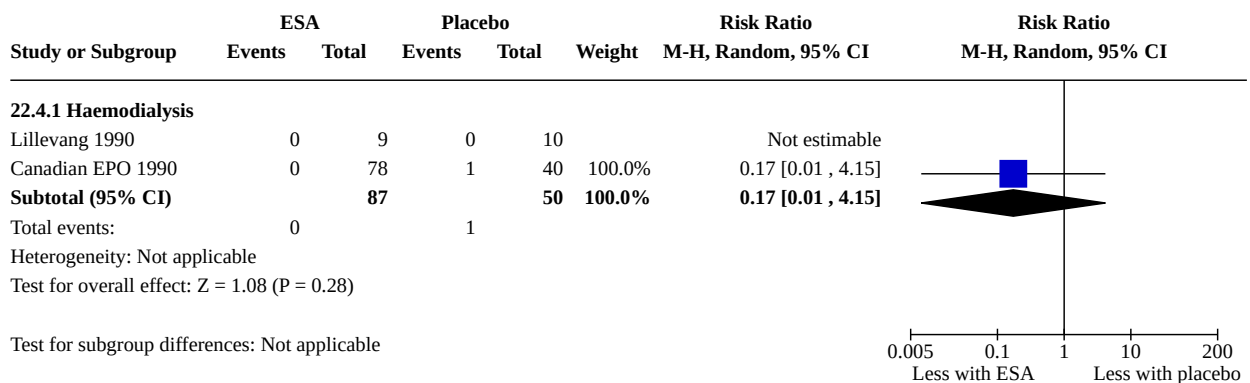 ESA Placebo Risk Ratio Risk Ratio
Study or Subgroup Events Total Events Total Weight M-H, Random, 95% CI M-H, Random, 95% CI
22.4.1 Haemodialysis
Lillevang 1990 0 9 0 10 Not estimable
Canadian EPO 1990 0 78 1 40 100.0% 0.17 [0.01 , 4.15]
Subtotal (95% CI) 87 50 100.0% 0.17 [0.01 , 4.15]
Total events: 0 1
Heterogeneity: Not applicable
Test for overall effect: Z = 1.08 (P = 0.28)
Test for subgroup differences: Not applicable
0.005 0.1 1 10 200
Less with ESA Less with placebo